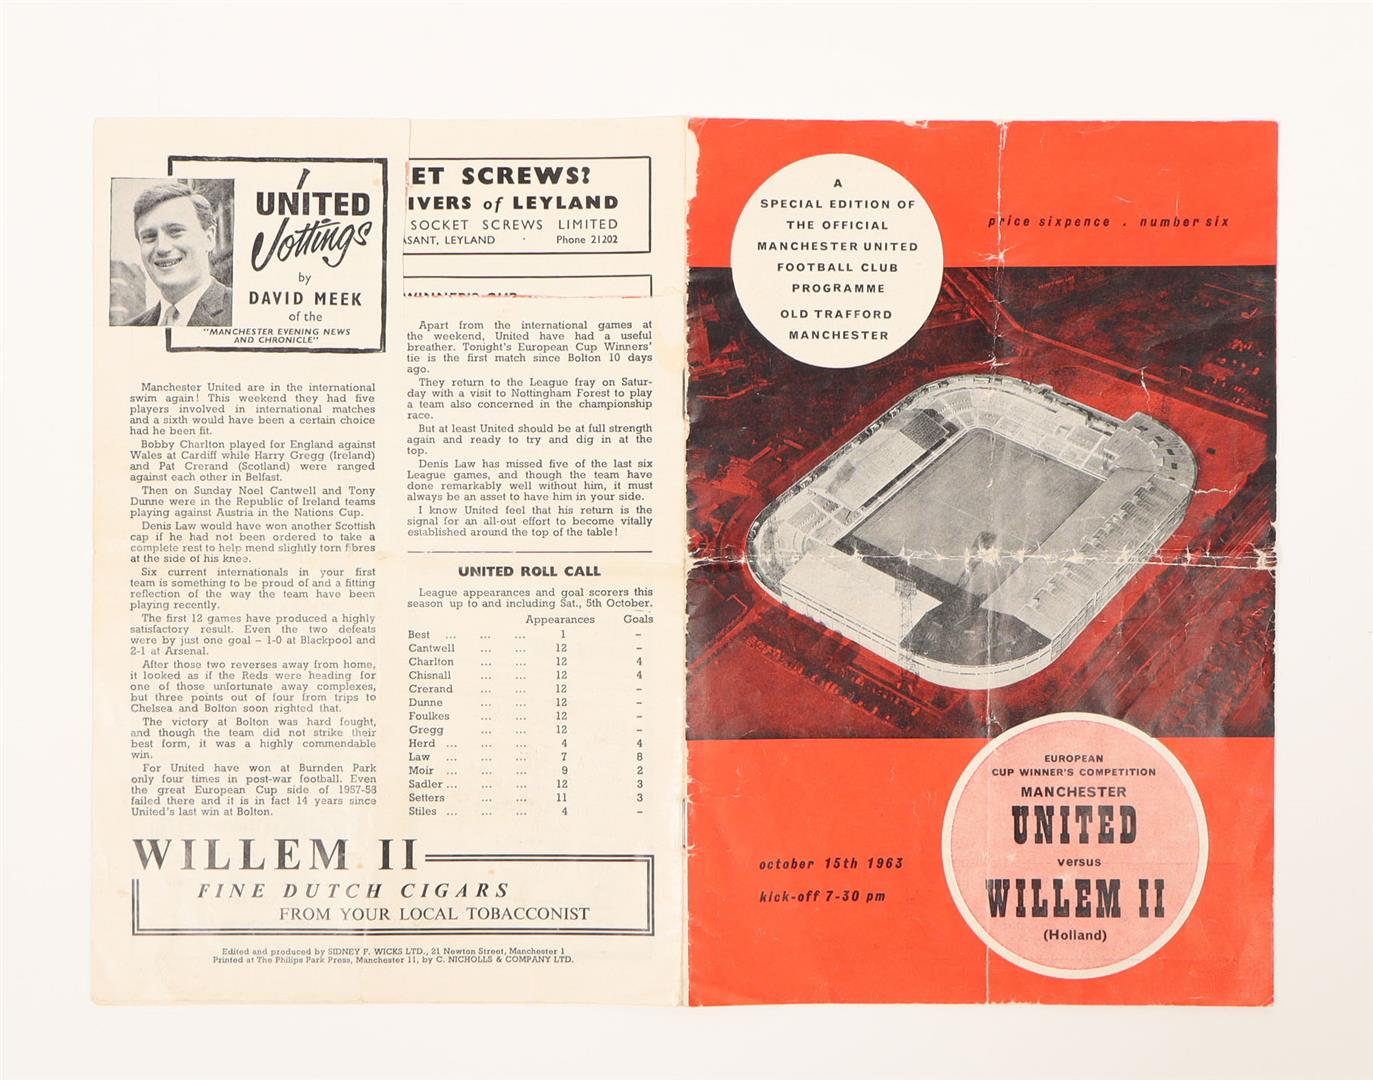 UNITED
Jottings
by
DAVID MEEK
of the
"MANCHESTER EVENING NEWS
AND CHRONICLE"
Manchester United are in the international
swim again! This weekend they had five
players involved in international matches
and a sixth would have been a certain choice
had he been fit.
Bobby Charlton played for England against
Wales at Cardiff while Harry Gregg (Ireland)
and Pat Crerand (Scotland) were ranged
against each other in Belfast.
Then on Sunday Noel Cantwell and Tony
Dunne were in the Republic of Ireland teams
playing against Austria in the Nations Cup.
Denis Law would have won another Scottish
cap if he had not been ordered to take a
complete rest to help mend slightly torn fibres
at the side of his knee.
Six current internationals in your first
team is something to be proud of and a fitting
reflection of the way the team have been
playing recently.
The first 12 games have produced a highly
satisfactory result. Even the two defeats
were by just one goal – 1-0 at Blackpool and
2-1 at Arsenal.
After those two reverses away from home,
it looked as if the Reds were heading for
one of those unfortunate away complexes,
but three points out of four from trips to
Chelsea and Bolton soon righted that.
The victory at Bolton was hard fought,
and though the team did not strike their
best form, it was a highly commendable
win.
For United have won at Burnden Park
only four times in post-war football. Even
the great European Cup side of 1957-58
failed there and it is in fact 14 years since
United's last win at Bolton.
ET SCREWS?
IVERS of LEYLAND
SOCKET SCREWS LIMITED
ASANT, LEYLAND Phone 21202
WINNER'S CUP
Apart from the international games at
the weekend, United have had a useful
breather. Tonight's European Cup Winners'
tie is the first match since Bolton 10 days
ago.
They return to the League fray on Satur-
day with a visit to Nottingham Forest to play
a team also concerned in the championship
race.
But at least United should be at full strength
again and ready to try and dig in at the
top.
Denis Law has missed five of the last six
League games, and though the team have
done remarkably well without him, it must
always be an asset to have him in your side.
I know United feel that his return is the
signal for an all-out effort to become vitally
established around the top of the table!
UNITED ROLL CALL
League appearances and goal scorers this
season up to and including Sat., 5th October.
Appearances Goals
Best ... ... ... 1 –
Cantwell ... ... 12 –
Charlton ... ... 12 4
Chisnall ... ... 12 4
Crerand ... ... 12 –
Dunne ... ... 12 –
Foulkes ... ... 12 –
Gregg ... ... 12 –
Herd ... ... ... 4 4
Law ... ... ... 7 8
Moir ... ... ... 9 2
Sadler ... ... ... 12 3
Setters ... ... 11 3
Stiles ... ... ... 4 –
WILLEM II
FINE DUTCH CIGARS
FROM YOUR LOCAL TOBACCONIST
Edited and produced by SIDNEY F. WICKS LTD., 21 Newton Street, Manchester 1
Printed at The Philips Park Press, Manchester 11, by C. NICHOLLS & COMPANY LTD.
A
SPECIAL EDITION OF
THE OFFICIAL
MANCHESTER UNITED
FOOTBALL CLUB
PROGRAMME
OLD TRAFFORD
MANCHESTER
price sixpence . number six
EUROPEAN
CUP WINNER'S COMPETITION
MANCHESTER
UNITED
versus
WILLEM II
(Holland)
october 15th 1963
kick-off 7-30 pm